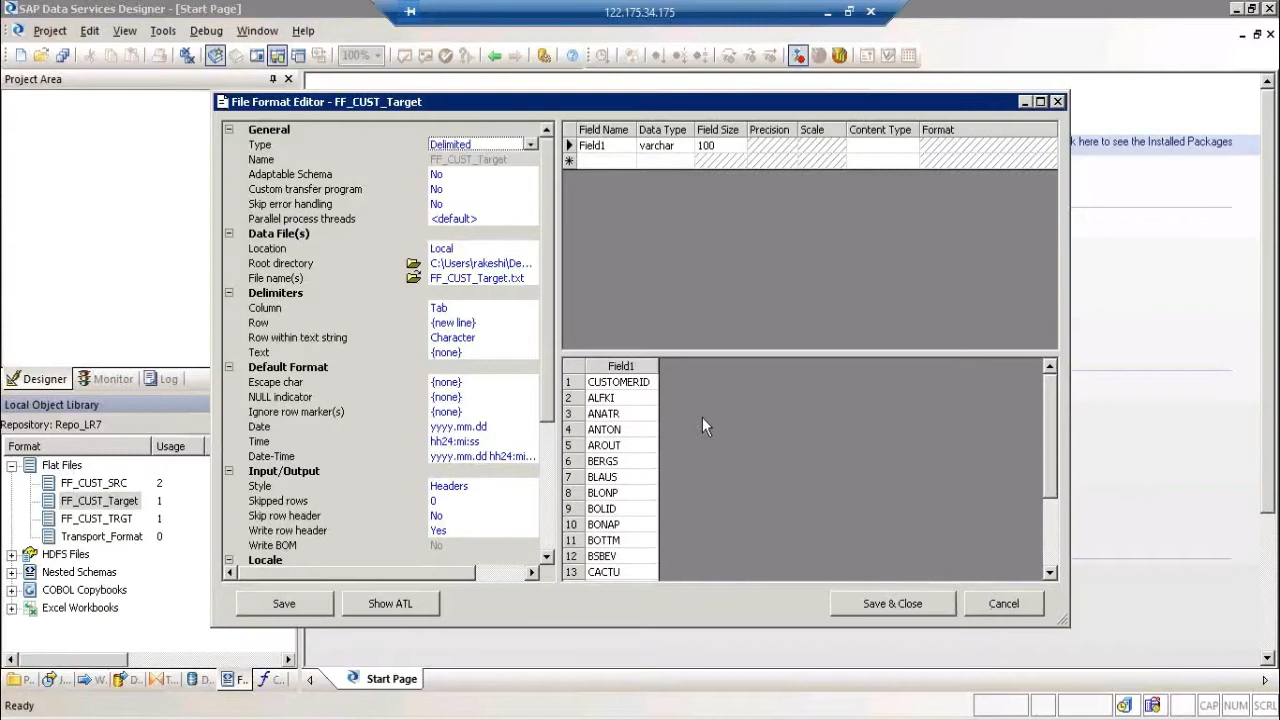 SAP Data Services Designer - [Start Page]
122.175.34.175
Project Edit View Tools Debug Window Help
100%
Project Area
File Format Editor - FF_CUST_Target
General
Type Delimited
Name FF_CUST_Target
Adaptable Schema No
Custom transfer program No
Skip error handling No
Parallel process threads <default>
Data File(s)
Location Local
Root directory C:\Users\rakeshi\De...
File name(s) FF_CUST_Target.txt
Delimiters
Column Tab
Row {new line}
Row within text string Character
Text {none}
Default Format
Escape char {none}
NULL indicator {none}
Ignore row marker(s) {none}
Date yyyy.mm.dd
Time hh24:mi:ss
Date-Time yyyy.mm.dd hh24:mi...
Input/Output
Style Headers
Skipped rows 0
Skip row header No
Write row header Yes
Write BOM No
Locale
Field Name Data Type Field Size Precision Scale Content Type Format
Field1 varchar 100
Field1
1 CUSTOMERID
2 ALFKI
3 ANATR
4 ANTON
5 AROUT
6 BERGS
7 BLAUS
8 BLONP
9 BOLID
10 BONAP
11 BOTTM
12 BSBEV
13 CACTU
Save Show ATL Save & Close Cancel
k here to see the Installed Packages
Designer Monitor Log
Local Object Library
Repository: Repo_LR7
Format Usage
Flat Files
FF_CUST_SRC 2
FF_CUST_Target 1
FF_CUST_TRGT 1
Transport_Format 0
HDFS Files
Nested Schemas
COBOL Copybooks
Excel Workbooks
P.. J... W.. D.. T... D.. F.. C..
Start Page
Ready
CAP NUM SCRL